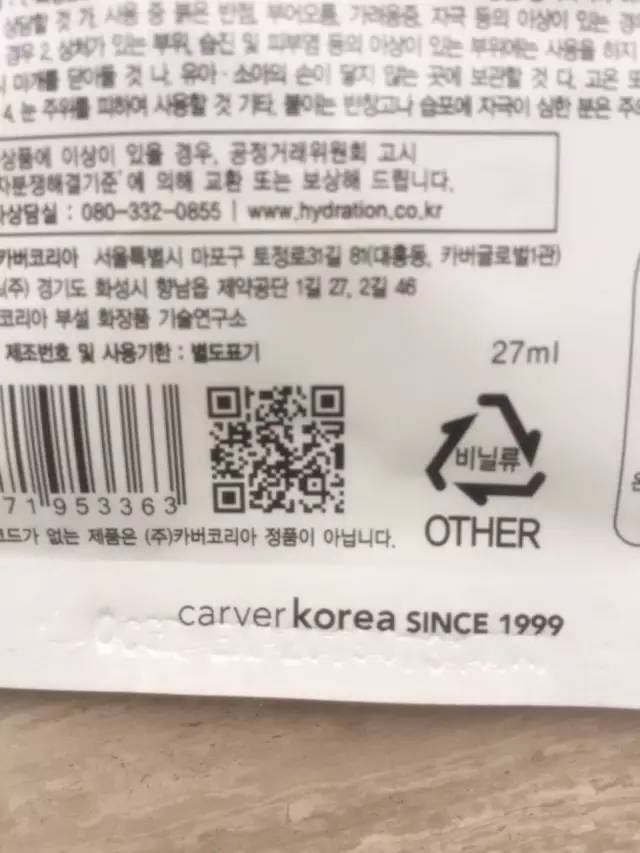 상담할 것 가. 사용 중 붉은 반점, 부어오름, 가려움증, 자극 등의 이상이 있는 경
경우 2. 상처가 있는 부위, 습진 및 피부염 등의 이상이 있는 부위에는 사용을 하지
미개를 닫아둘 것 나. 유아·소아의 손이 닿지 않는 곳에 보관할 것 다. 고온 또
4. 눈 주위를 피하여 사용할 것 기타. 붙이는 반창고나 습포에 자극이 심한 분은 주
상품에 이상이 있을 경우, 공정거래위원회 고시
자분쟁해결기준'에 의해 교환 또는 보상해 드립니다.
상담실 : 080-332-0855 | www.hydration.co.kr
카버코리아 서울특별시 마포구 토정로31길 81(대흥동, 카버글로벌1관)
(주) 경기도 화성시 향남읍 제약공단 1길 27, 2길 46
코리아 부설 화장품 기술연구소
제조번호 및 사용기한 : 별도표기
27ml
비닐류
71 953363
코드가 없는 제품은 (주)카버코리아 정품이 아닙니다.
OTHER
carverkorea SINCE 1999